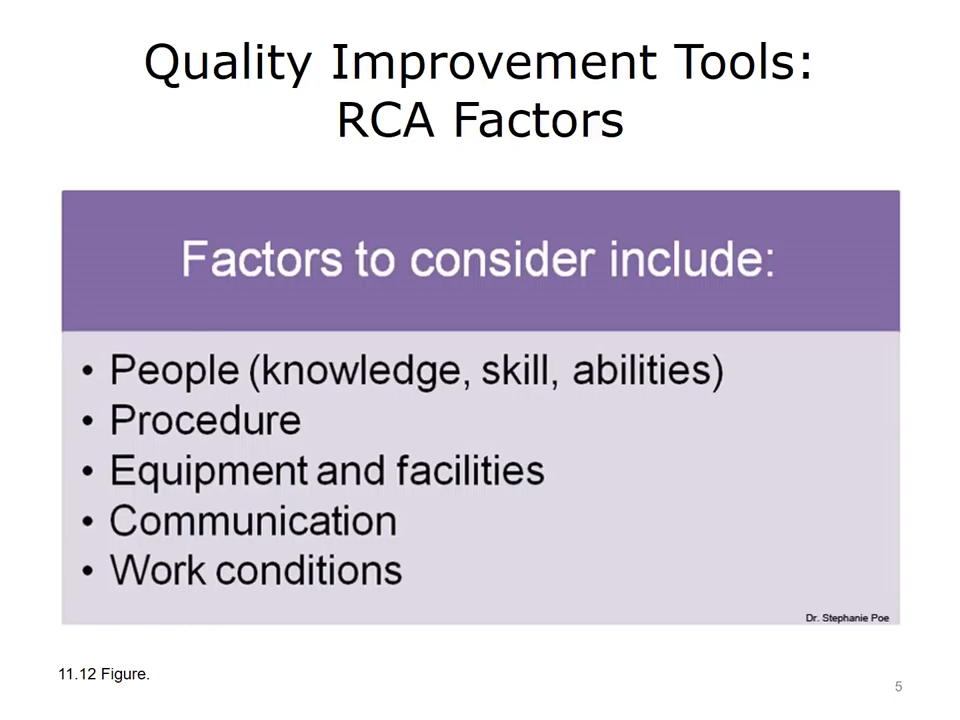 Quality Improvement Tools:
RCA Factors
Factors to consider include:
• People (knowledge, skill, abilities)
• Procedure
• Equipment and facilities
• Communication
• Work conditions
Dr. Stephanie Poe
11.12 Figure.
5